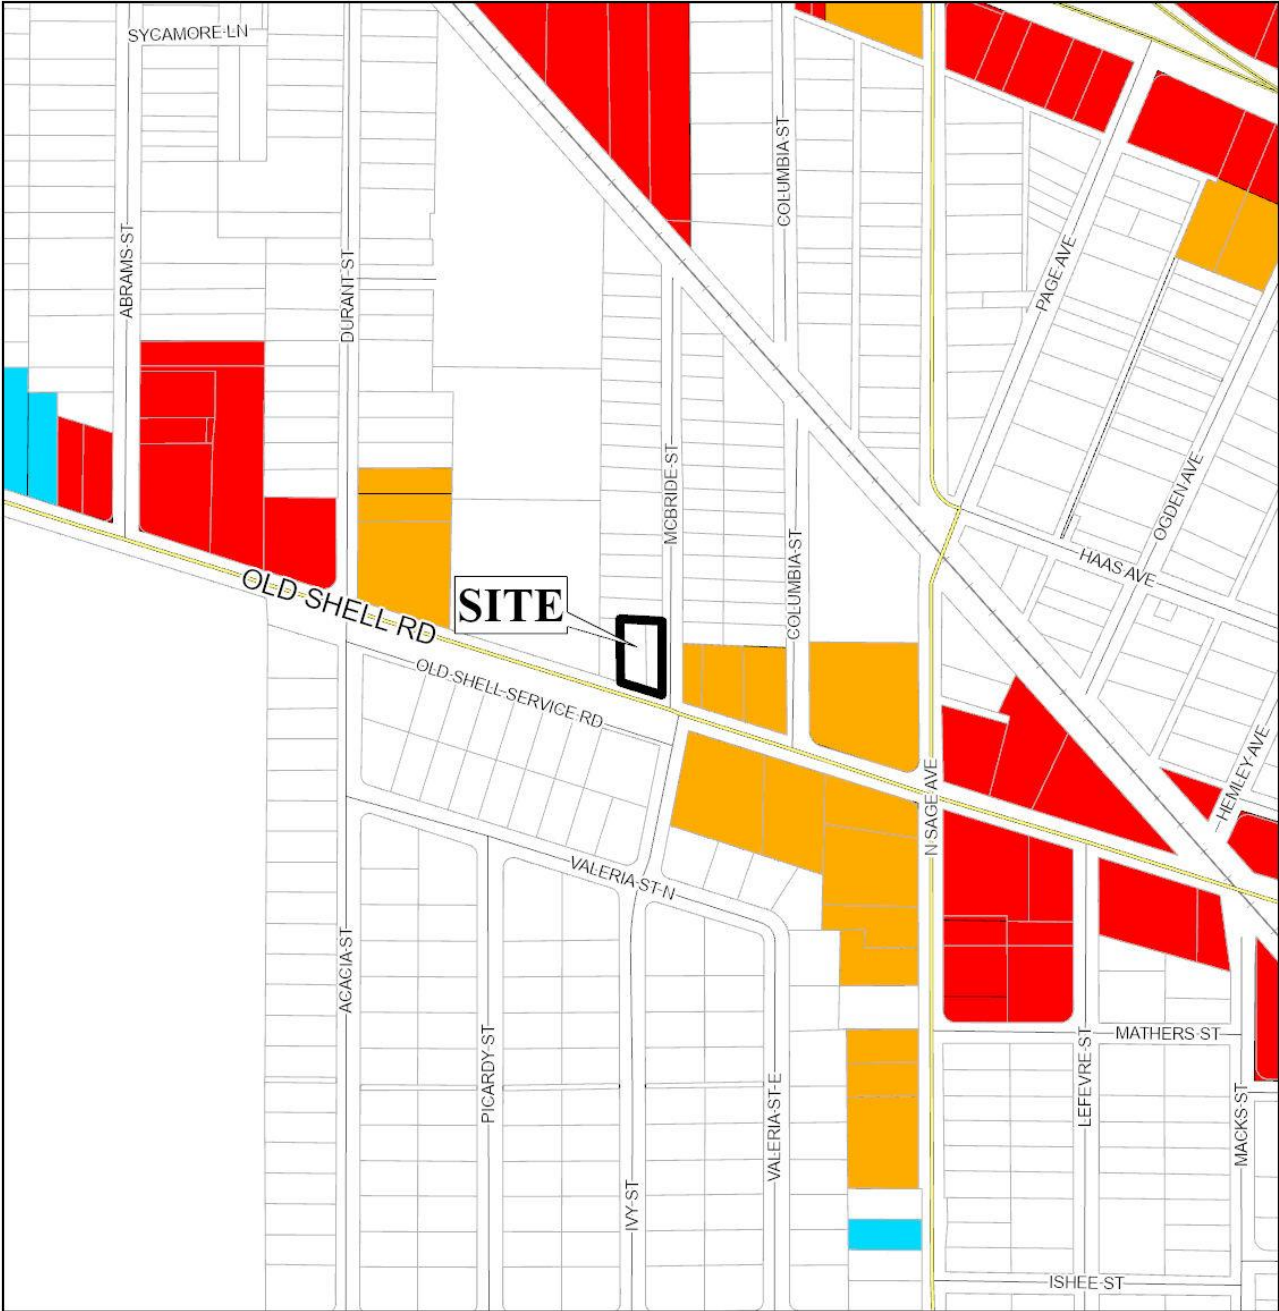 SYCAMORE LN
COLUMBIA ST
ABRAMS ST
DURANT ST
PAGE AVE
MCBRIDE ST
OGDEN AVE
COLUMBIA ST
HAAS AVE
OLD SHELL RD
SITE
OLD SHELL SERVICE RD
N SAGE AVE
HEMLEY AVE
VALERIA ST N
ACACIA ST
PICARDY ST
IVY ST
VALERIA ST E
MATHERS ST
LEFEVRE ST
MACKS ST
ISHEE ST